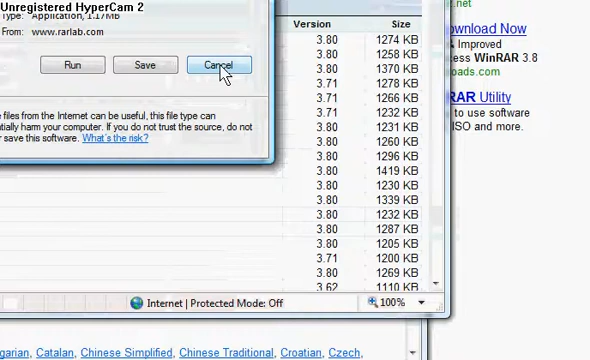 Unregistered HyperCam 2
Type: Application, 1.17MB
From: www.rarlab.com
Run
Save
Cancel
files from the Internet can be useful, this file type can
ntially harm your computer. If you do not trust the source, do not
r save this software. What's the risk?
Version Size
3.80 1274 KB
3.80 1258 KB
3.80 1370 KB
3.71 1278 KB
3.71 1266 KB
3.71 1232 KB
3.80 1231 KB
3.80 1260 KB
3.80 1296 KB
3.80 1419 KB
3.80 1230 KB
3.80 1339 KB
3.80 1232 KB
3.80 1287 KB
3.80 1205 KB
3.71 1200 KB
3.80 1269 KB
3.62 1110 KB
Internet | Protected Mode: Off
100%
z.net
ownload Now
& Improved
cess WinRAR 3.8
oads.com
RAR Utility
to use software
ISO and more.
garian, Catalan, Chinese Simplified, Chinese Traditional, Croatian, Czech,